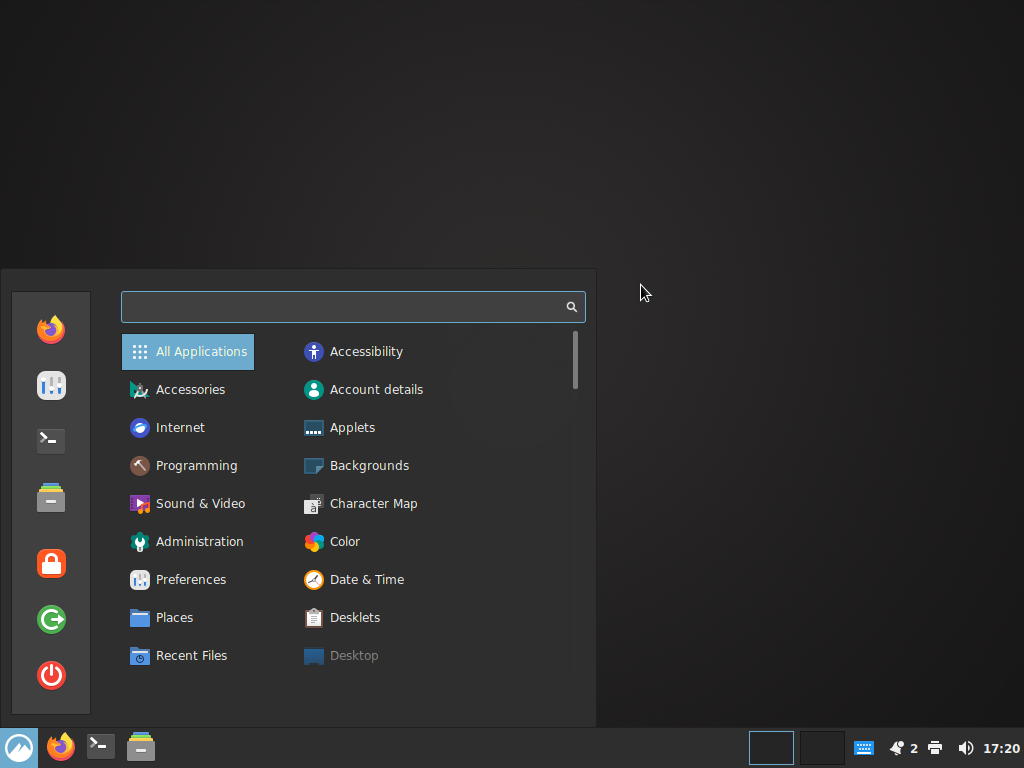 All Applications
Accessories
Internet
Programming
Sound & Video
Administration
Preferences
Places
Recent Files
Accessibility
Account details
Applets
Backgrounds
Character Map
Color
Date & Time
Desklets
Desktop
2
17:20